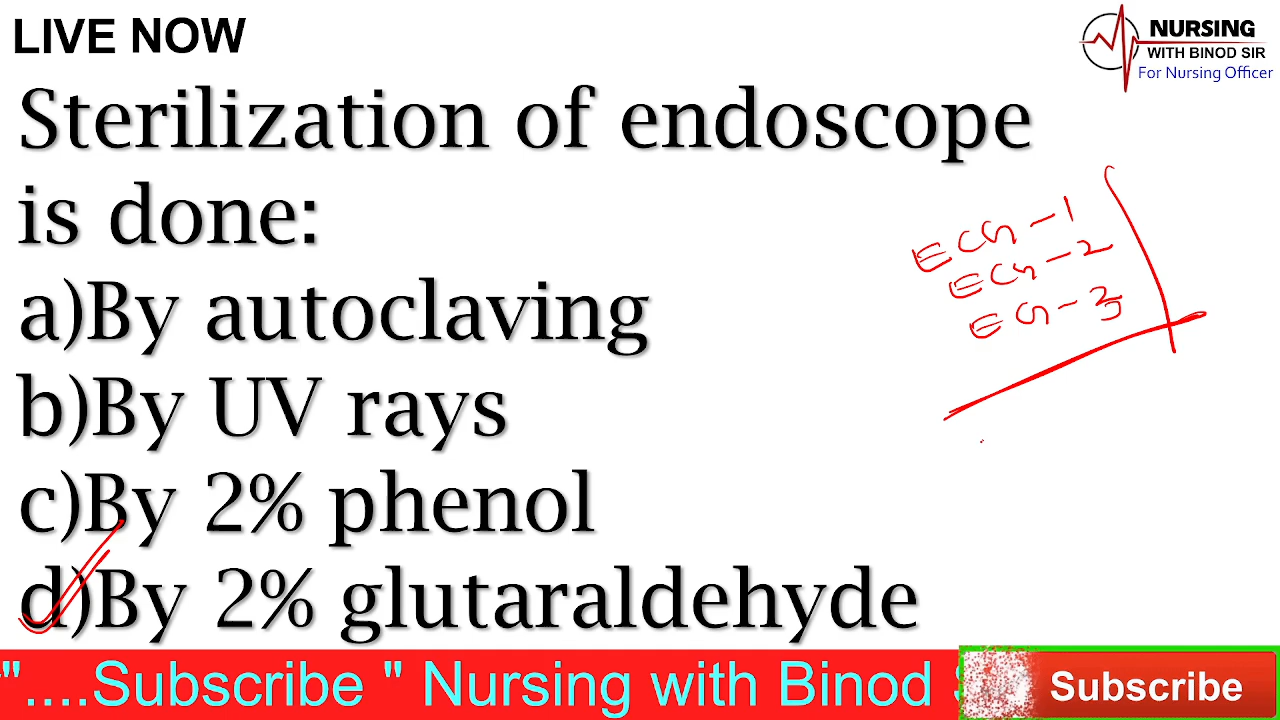 LIVE NOW
NURSING
WITH BINOD SIR
For Nursing Officer
Sterilization of endoscope
is done:
a)By autoclaving
b)By UV rays
c)By 2% phenol
d)By 2% glutaraldehyde
ECG-1
ECG-2
EG-3
"....Subscribe " Nursing with Binod
Subscribe